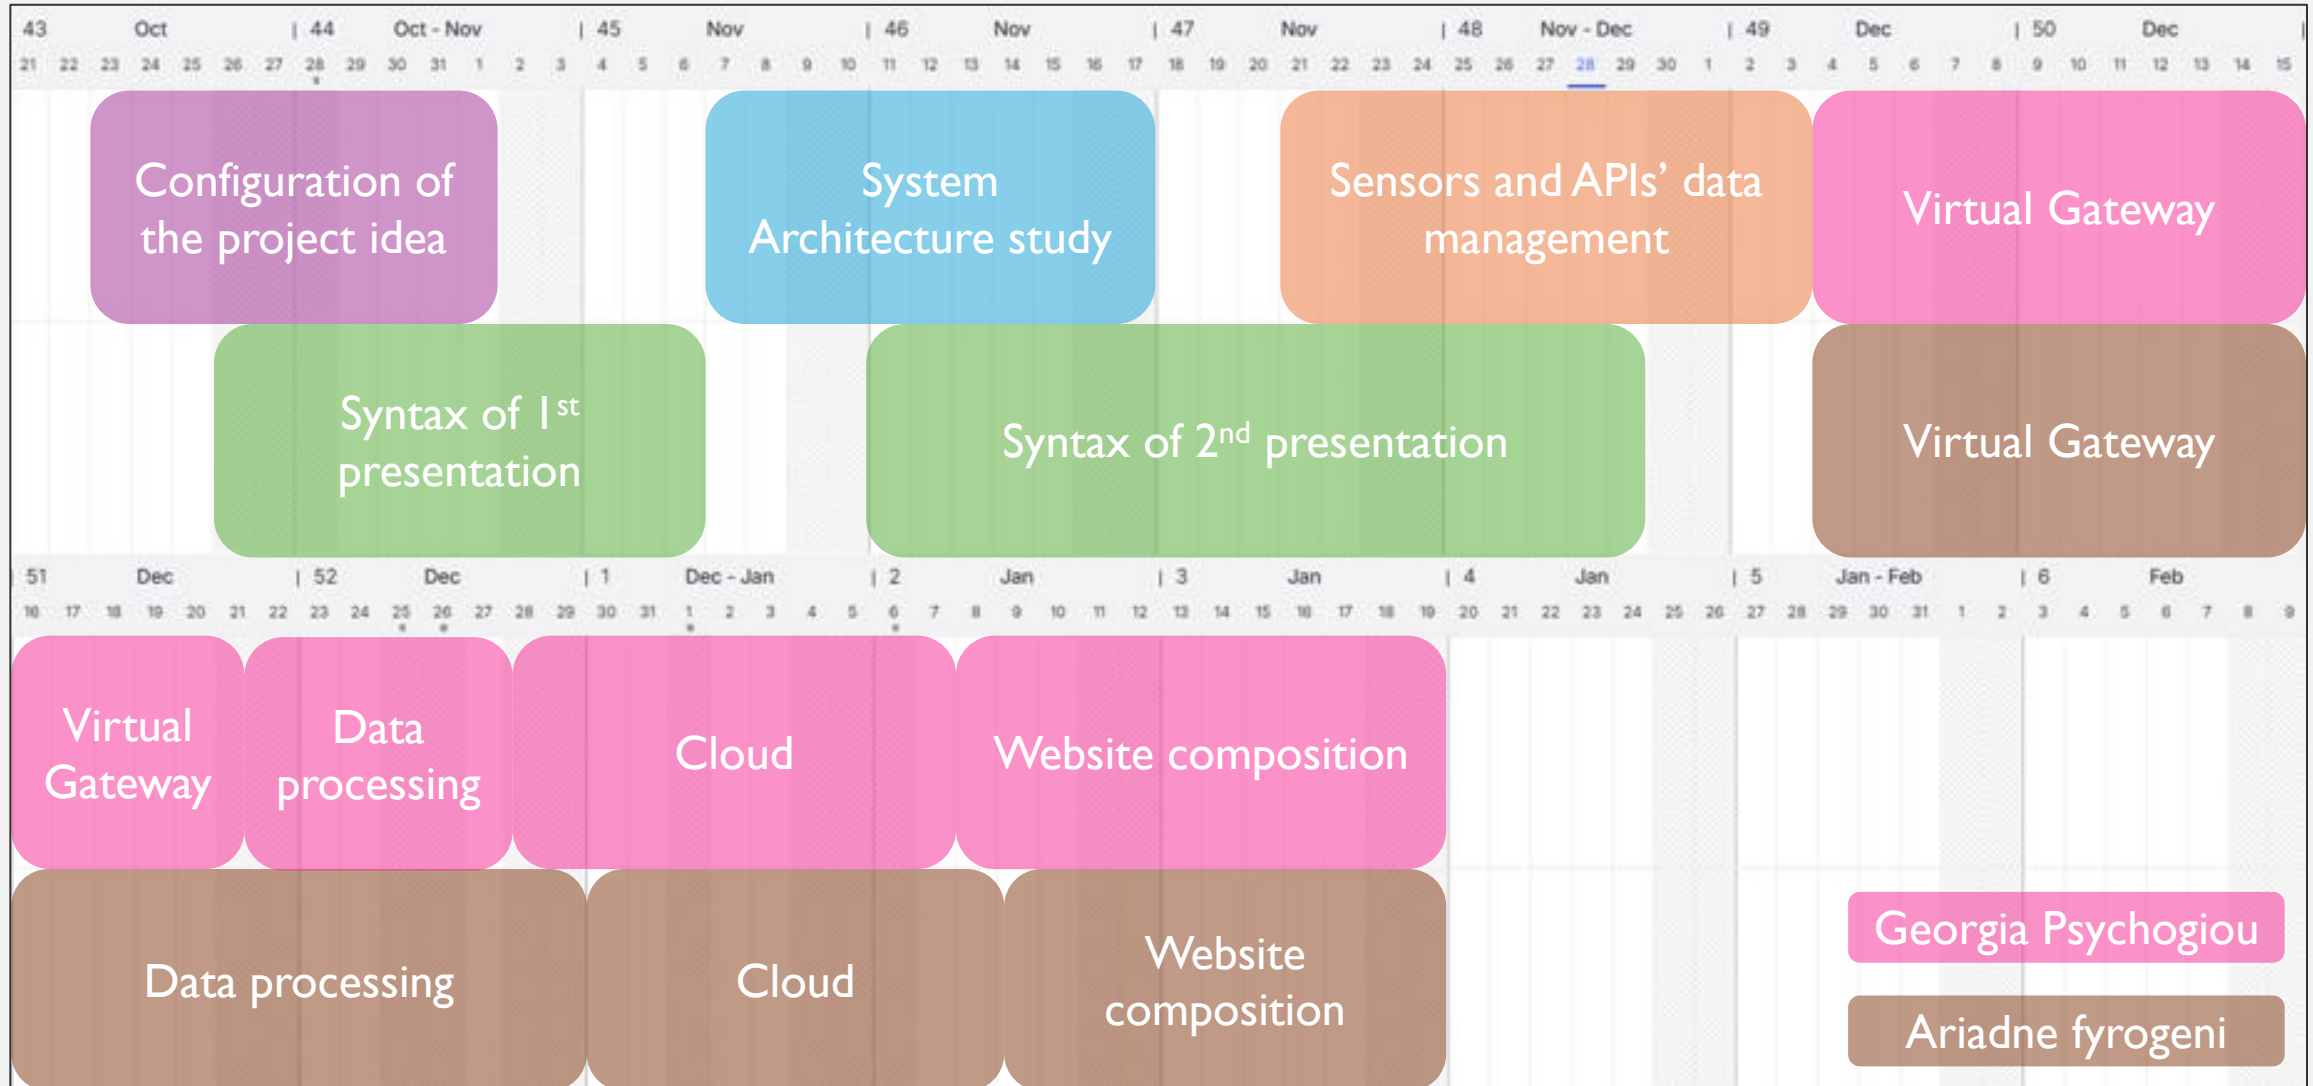 43 Oct | 44 Oct - Nov | 45 Nov | 46 Nov | 47 Nov | 48 Nov - Dec | 49 Dec | 50 Dec |
21 22 23 24 25 26 27 28 29 30 31 1 2 3 4 5 6 7 8 9 10 11 12 13 14 15 16 17 18 19 20 21 22 23 24 25 26 27 28 29 30 1 2 3 4 5 6 7 8 9 10 11 12 13 14 15
Configuration of
the project idea
System
Architecture study
Sensors and APIs’ data
management
Virtual Gateway
Syntax of 1st
presentation
Syntax of 2nd presentation
Virtual Gateway
| 51 Dec | 52 Dec | 1 Dec - Jan | 2 Jan | 3 Jan | 4 Jan | 5 Jan - Feb | 6 Feb
16 17 18 19 20 21 22 23 24 25 26 27 28 29 30 31 1 2 3 4 5 6 7 8 9 10 11 12 13 14 15 16 17 18 19 20 21 22 23 24 25 26 27 28 29 30 31 1 2 3 4 5 6 7 8 9
Virtual
Gateway
Data
processing
Cloud
Website composition
Data processing
Cloud
Website
composition
Georgia Psychogiou
Ariadne fyrogeni